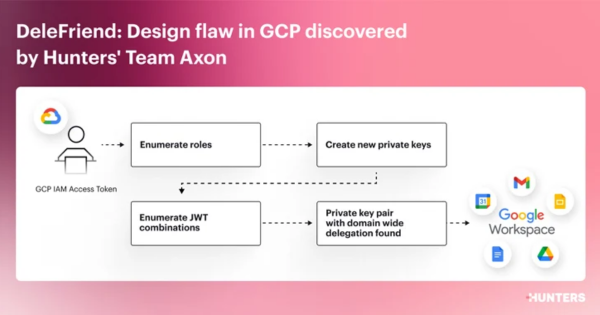 DeleFriend: Design flaw in GCP discovered
by Hunters' Team Axon
GCP IAM Access Token
Enumerate roles
Create new private keys
Enumerate JWT
combinations
Private key pair
with domain wide
delegation found
Google
Workspace
HUNTERS